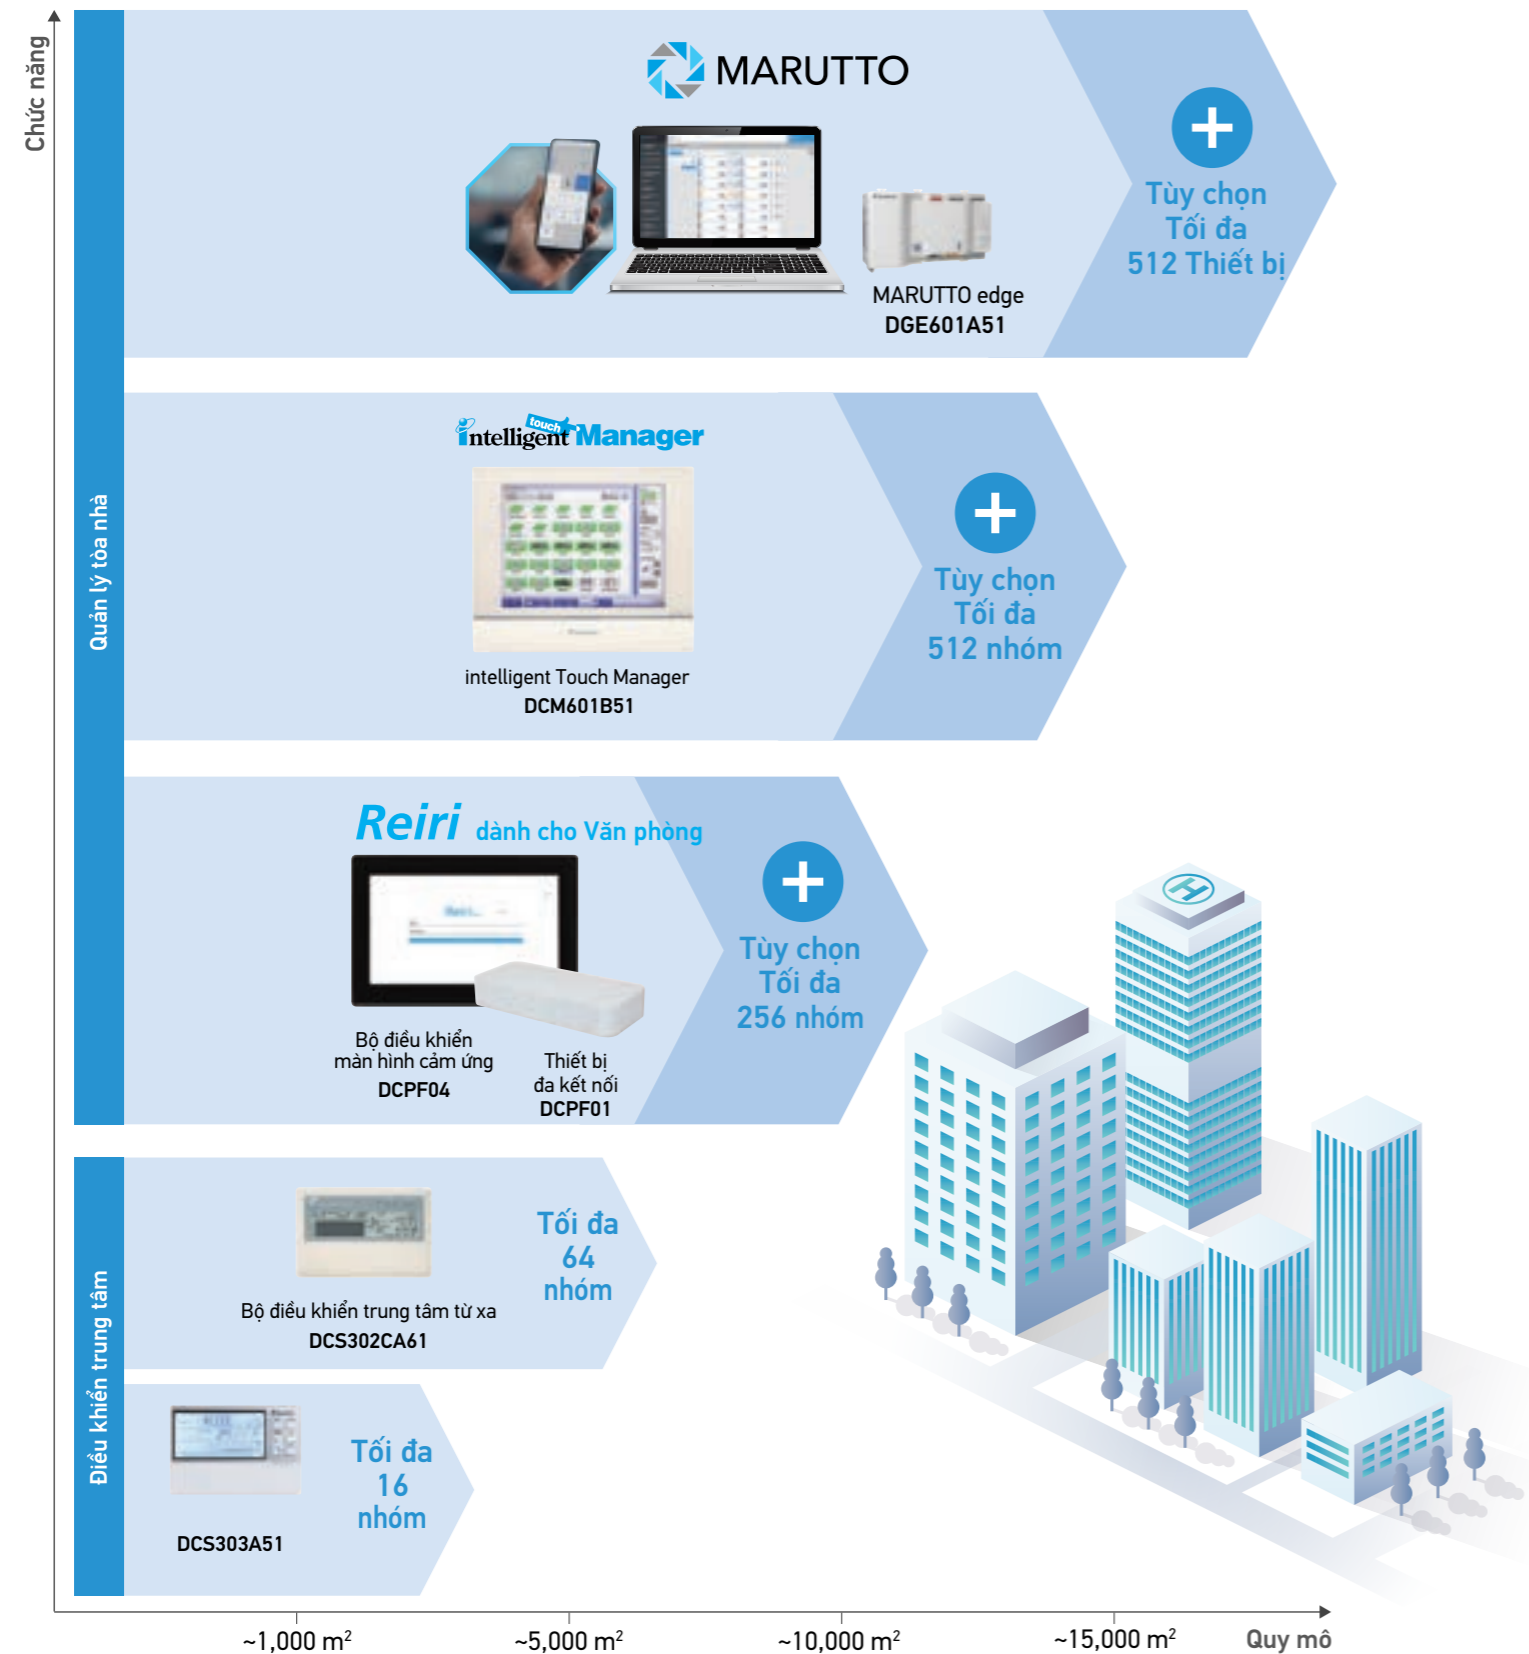 Chức năng
MARUTTO
Tùy chọn
Tối đa
512 Thiết bị
MARUTTO edge
DGE601A51
Quản lý tòa nhà
intelligent touch Manager
Tùy chọn
Tối đa
512 nhóm
intelligent Touch Manager
DCM601B51
Reiri dành cho Văn phòng
Tùy chọn
Tối đa
256 nhóm
Bộ điều khiển
màn hình cảm ứng
DCPF04
Thiết bị
đa kết nối
DCPF01
Điều khiển trung tâm
Tối đa
64
nhóm
Bộ điều khiển trung tâm từ xa
DCS302CA61
Tối đa
16
nhóm
DCS303A51
H
~1,000 m²
~5,000 m²
~10,000 m²
~15,000 m²
Quy mô